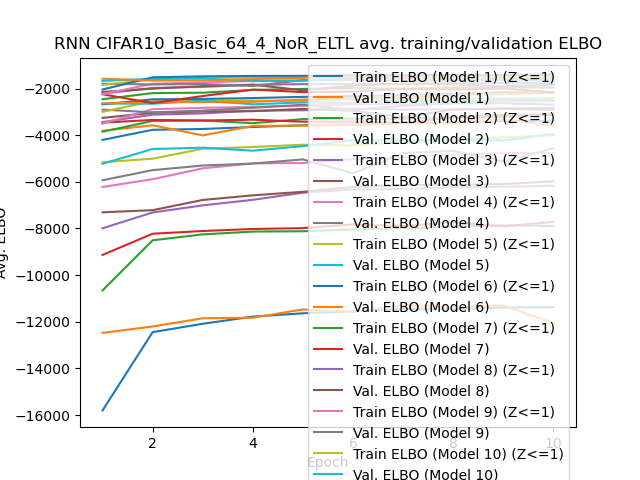 RNN CIFAR10_Basic_64_4_NoR_ELTL avg. training/validation ELBO
−2000
−4000
−6000
−8000
−10000
−12000
−14000
−16000
Avg. ELBO
2
4
6
8
10
Epoch
Train ELBO (Model 1) (Z<=1)
Val. ELBO (Model 1)
Train ELBO (Model 2) (Z<=1)
Val. ELBO (Model 2)
Train ELBO (Model 3) (Z<=1)
Val. ELBO (Model 3)
Train ELBO (Model 4) (Z<=1)
Val. ELBO (Model 4)
Train ELBO (Model 5) (Z<=1)
Val. ELBO (Model 5)
Train ELBO (Model 6) (Z<=1)
Val. ELBO (Model 6)
Train ELBO (Model 7) (Z<=1)
Val. ELBO (Model 7)
Train ELBO (Model 8) (Z<=1)
Val. ELBO (Model 8)
Train ELBO (Model 9) (Z<=1)
Val. ELBO (Model 9)
Train ELBO (Model 10) (Z<=1)
Val. ELBO (Model 10)